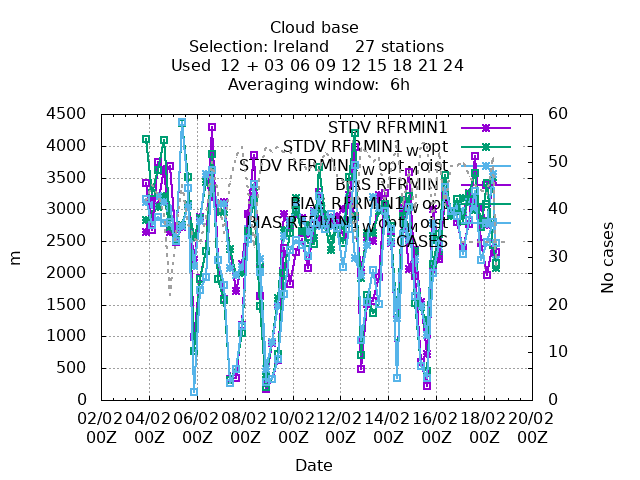 Cloud base
Selection: Ireland 27 stations
Used 12 + 03 06 09 12 15 18 21 24
Averaging window: 6h
4500
4000
3500
3000
2500
2000
1500
1000
500
0
m
60
50
40
30
20
10
0
No cases
STDV RFRMIN1
STDV RFRMIN1 W opt
BIAS RFRMIN1
CASES
02/02 04/02 06/02 08/02 10/02 12/02 14/02 16/02 18/02 20/02
00Z 00Z 00Z 00Z 00Z 00Z 00Z 00Z 00Z 00Z
Date